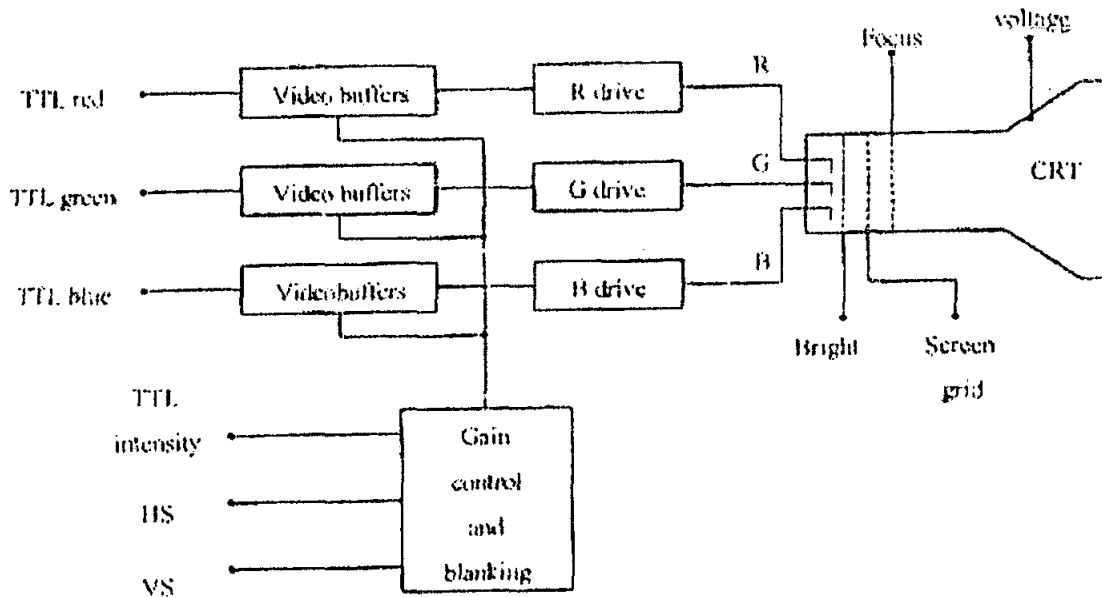 voltage
Focus
TTL red
Video buffers
R drive
R
TTL green
Video buffers
G drive
G
CRT
TTL blue
Videobuffers
B drive
B
Bright
Screen
grid
TTL
intensity
HS
VS
Gain
control
and
blanking